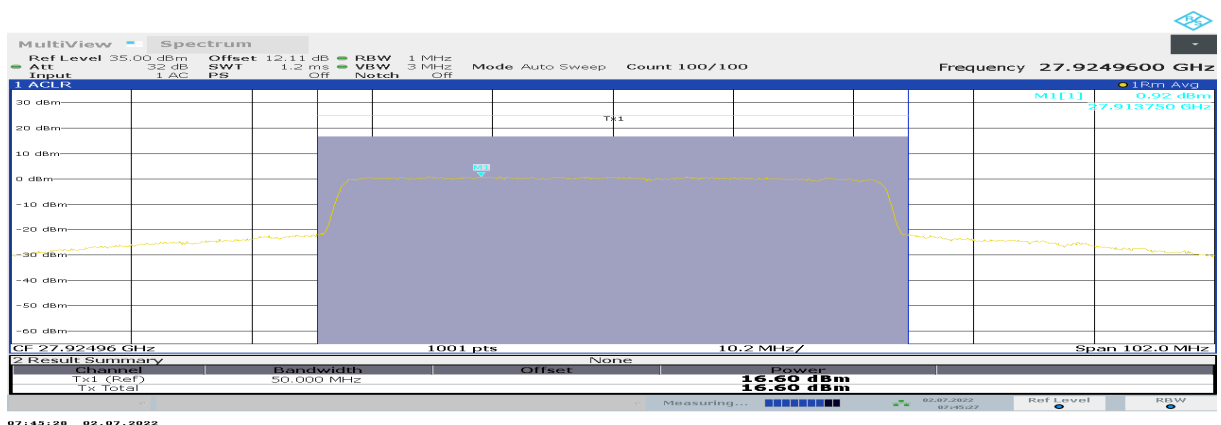 MultiView Spectrum
Ref Level 35.00 dBm Offset 12.11 dB RBW 1 MHz
Att 32 dB SWT 1.2 ms VBW 3 MHz Mode Auto Sweep Count 100/100 Frequency 27.9249600 GHz
Input 1 AC PS Off Notch Off
1 ACLR 1Rm Avg
M1[1] 0.92 dBm
27.913750 GHz
30 dBm
Tx1
20 dBm
10 dBm
M1
0 dBm
-10 dBm
-20 dBm
-30 dBm
-40 dBm
-50 dBm
-60 dBm
CF 27.92496 GHz 1001 pts 10.2 MHz/ Span 102.0 MHz
2 Result Summary None
Channel Bandwidth Offset Power
Tx1 (Ref) 50.000 MHz 16.60 dBm
Tx Total 16.60 dBm
Measuring... 02.07.2022 Ref Level RBW
07:45:27
07:45:28 02.07.2022